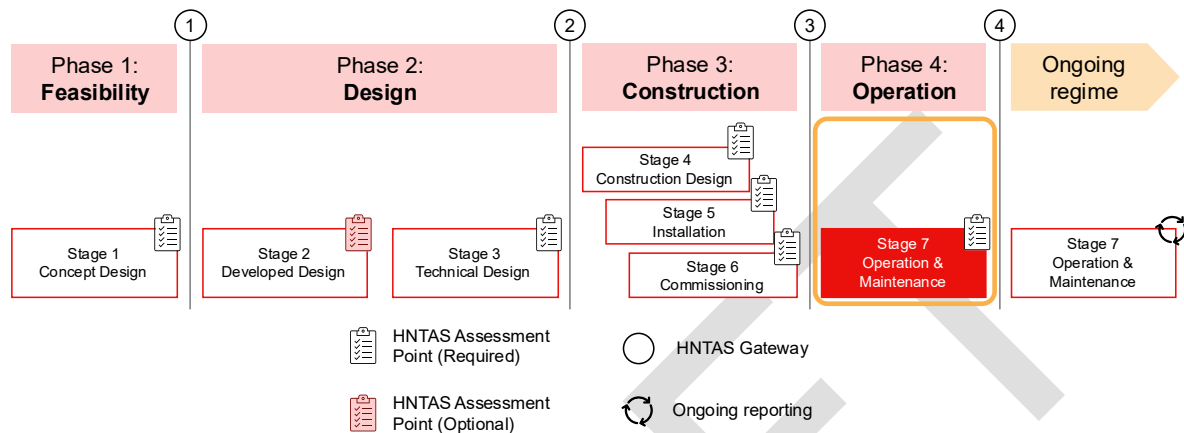 1
2
3
4
Phase 1:
Feasibility
Phase 2:
Design
Phase 3:
Construction
Phase 4:
Operation
Ongoing
regime
Stage 4
Construction Design
Stage 5
Installation
Stage 6
Commissioning
Stage 1
Concept Design
Stage 2
Developed Design
Stage 3
Technical Design
Stage 7
Operation &
Maintenance
Stage 7
Operation &
Maintenance
HNTAS Assessment
Point (Required)
HNTAS Gateway
HNTAS Assessment
Point (Optional)
Ongoing reporting